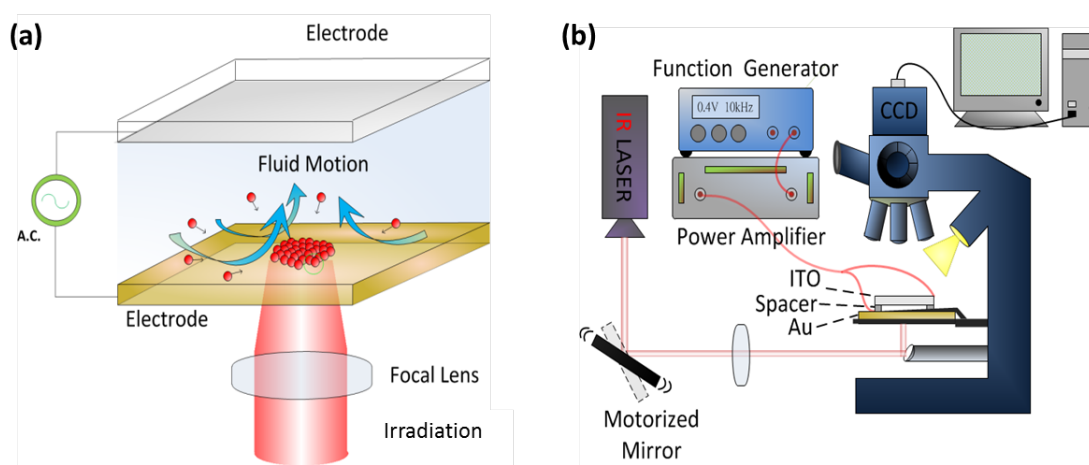 (a)
Electrode
Fluid Motion
A.C.
Electrode
Focal Lens
Irradiation
(b)
Function Generator
0.4V 10kHz
IR LASER
CCD
Power Amplifier
ITO
Spacer
Au
Motorized
Mirror